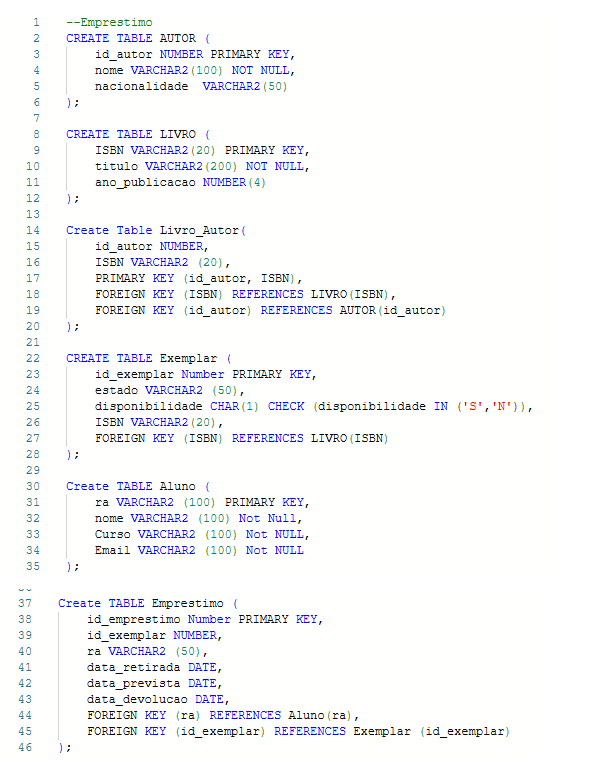 1 --Emprestimo
2 CREATE TABLE AUTOR (
3 id_autor NUMBER PRIMARY KEY,
4 nome VARCHAR2(100) NOT NULL,
5 nacionalidade  VARCHAR2(50)
6 );
7
8 CREATE TABLE LIVRO (
9 ISBN VARCHAR2(20) PRIMARY KEY,
10 titulo VARCHAR2(200) NOT NULL,
11 ano_publicacao NUMBER(4)
12 );
13
14 Create Table Livro_Autor(
15 id_autor NUMBER,
16 ISBN VARCHAR2 (20),
17 PRIMARY KEY (id_autor, ISBN),
18 FOREIGN KEY (ISBN) REFERENCES LIVRO(ISBN),
19 FOREIGN KEY (id_autor) REFERENCES AUTOR(id_autor)
20 );
21
22 CREATE TABLE Exemplar (
23 id_exemplar Number PRIMARY KEY,
24 estado VARCHAR2 (50),
25 disponibilidade CHAR(1) CHECK (disponibilidade IN ('S','N')),
26 ISBN VARCHAR2(20),
27 FOREIGN KEY (ISBN) REFERENCES LIVRO(ISBN)
28 );
29
30 Create TABLE Aluno (
31 ra VARCHAR2 (100) PRIMARY KEY,
32 nome VARCHAR2 (100) Not Null,
33 Curso VARCHAR2 (100) Not NULL,
34 Email VARCHAR2 (100) Not NULL
35 );
37 Create TABLE Emprestimo (
38 id_emprestimo Number PRIMARY KEY,
39 id_exemplar NUMBER,
40 ra VARCHAR2 (50),
41 data_retirada DATE,
42 data_prevista DATE,
43 data_devolucao DATE,
44 FOREIGN KEY (ra) REFERENCES Aluno(ra),
45 FOREIGN KEY (id_exemplar) REFERENCES Exemplar (id_exemplar)
46 );